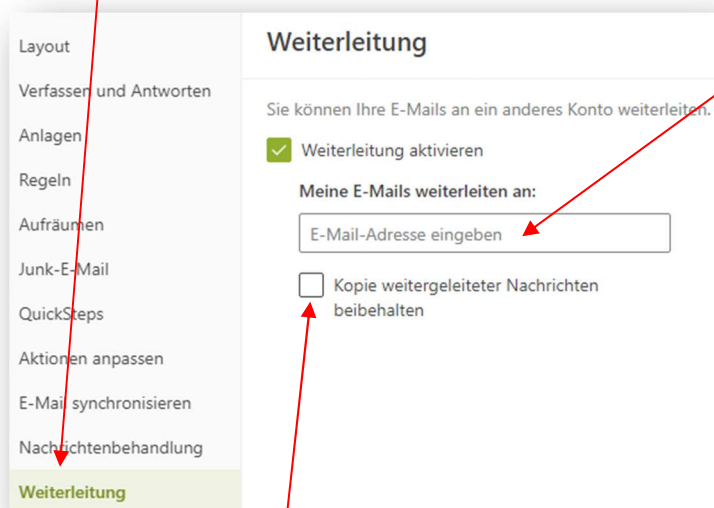 Layout
Verfassen und Antworten
Anlagen
Regeln
Aufräumen
Junk-E-Mail
QuickSteps
Aktionen anpassen
E-Mail synchronisieren
Nachrichtenbehandlung
Weiterleitung
Weiterleitung
Sie können Ihre E-Mails an ein anderes Konto weiterleiten.
Weiterleitung aktivieren
Meine E-Mails weiterleiten an:
E-Mail-Adresse eingeben
Kopie weitergeleiteter Nachrichten
beibehalten